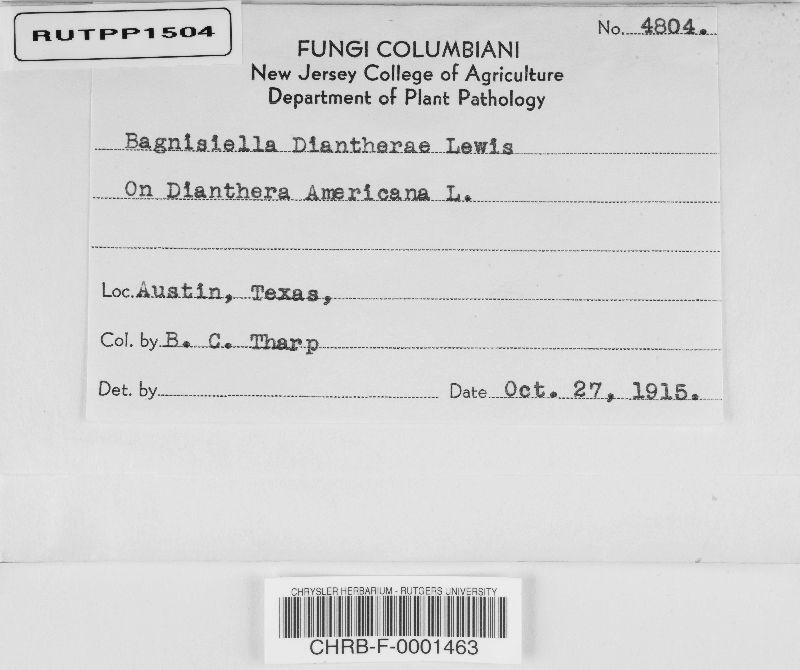 RUTPP1504
No. 4804.
FUNGI COLUMBIANI
New Jersey College of Agriculture
Department of Plant Pathology
Bagnisiella Diantherae Lewis
On Dianthera Americana L.
Loc. Austin, Texas,
Col. by B. C. Tharp
Det. by
Date Oct. 27, 1915.
CHRYSLER HERBARIUM - RUTGERS UNIVERSITY
CHRB-F-0001463